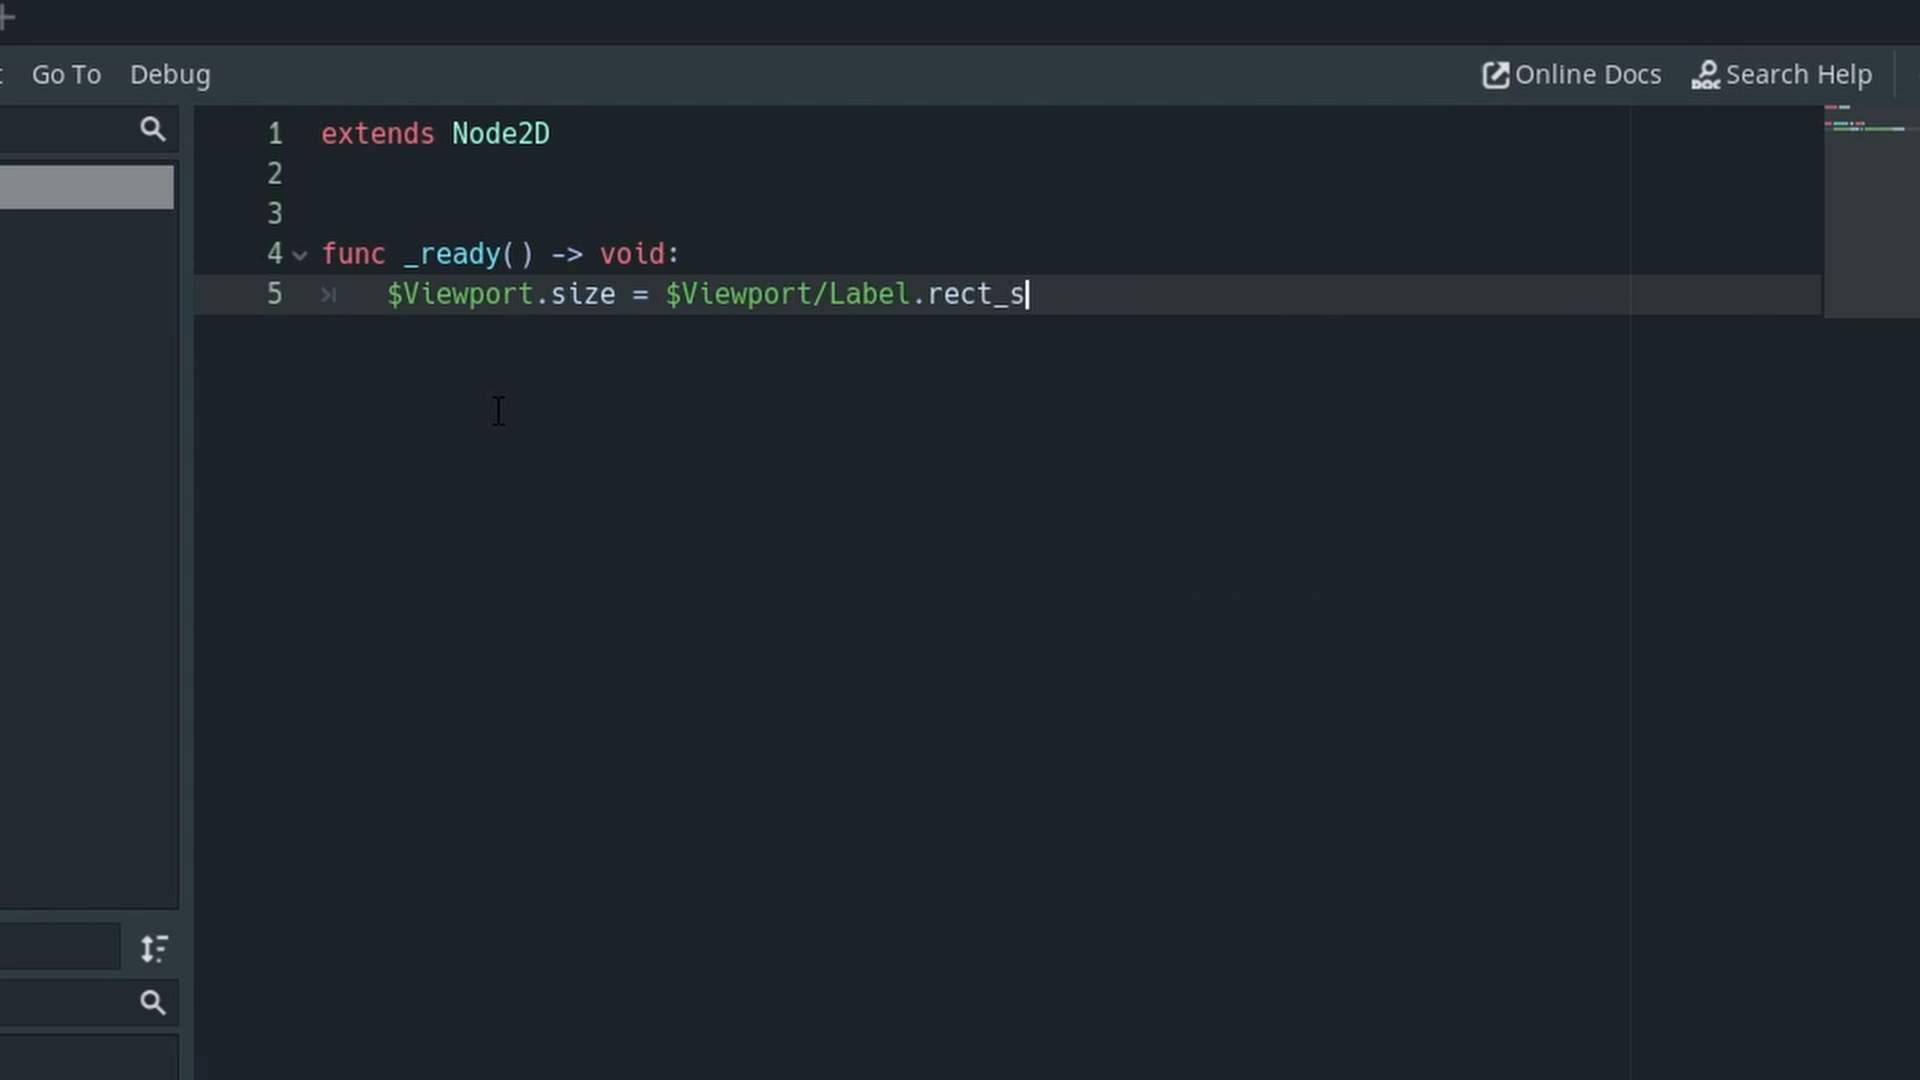 Go To Debug Online Docs Search Help
1 extends Node2D
2
3
4 func _ready() -> void:
5 $Viewport.size = $Viewport/Label.rect_s